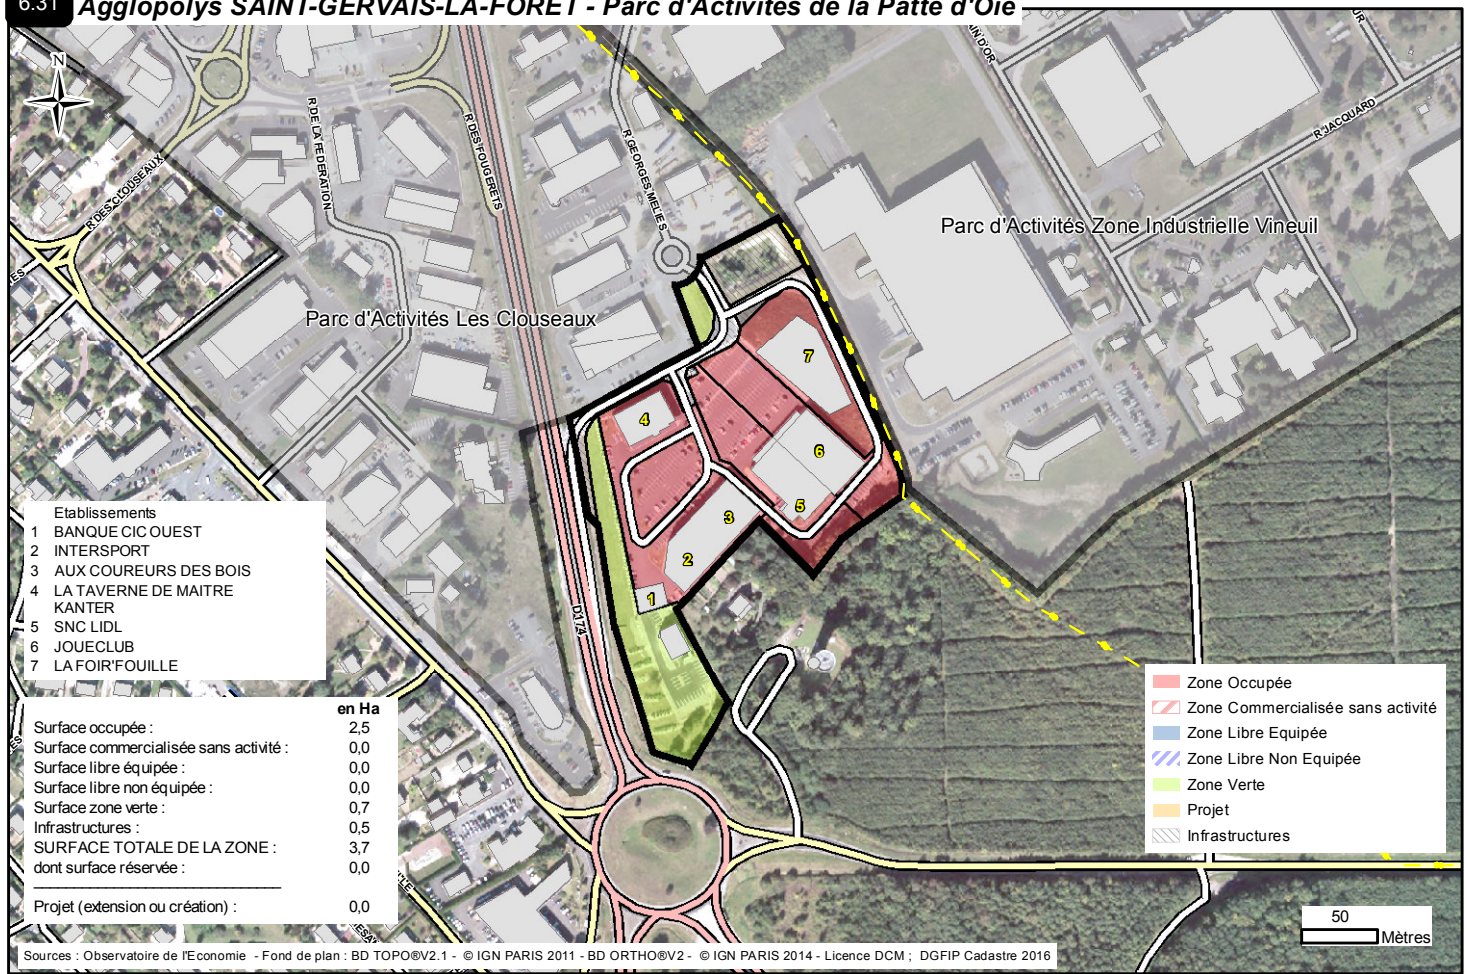 6.31 Agglopolys SAINT-GERVAIS-LA-FORET - Parc d'Activités de la Patte d'Oie
N
R DES CLOUSEAUX
R DE LA FEDERATION
R DES FOUGERETS
R GEORGES MELIES
R JACQUARD
Parc d'Activités Zone Industrielle Vineuil
Parc d'Activités Les Clouseaux
7
4
6
5
3
2
1
D174
Etablissements
1 BANQUE CIC OUEST
2 INTERSPORT
3 AUX COUREURS DES BOIS
4 LA TAVERNE DE MAITRE
KANTER
5 SNC LIDL
6 JOUECLUB
7 LA FOIR'FOUILLE
en Ha
Surface occupée : 2,5
Surface commercialisée sans activité : 0,0
Surface libre équipée : 0,0
Surface libre non équipée : 0,0
Surface zone verte : 0,7
Infrastructures : 0,5
SURFACE TOTALE DE LA ZONE : 3,7
dont surface réservée : 0,0
Projet (extension ou création) : 0,0
Zone Occupée
Zone Commercialisée sans activité
Zone Libre Equipée
Zone Libre Non Equipée
Zone Verte
Projet
Infrastructures
50
Mètres
Sources : Observatoire de l'Economie - Fond de plan : BD TOPO®V2.1 - © IGN PARIS 2011 - BD ORTHO®V2 - © IGN PARIS 2014 - Licence DCM ; DGFIP Cadastre 2016